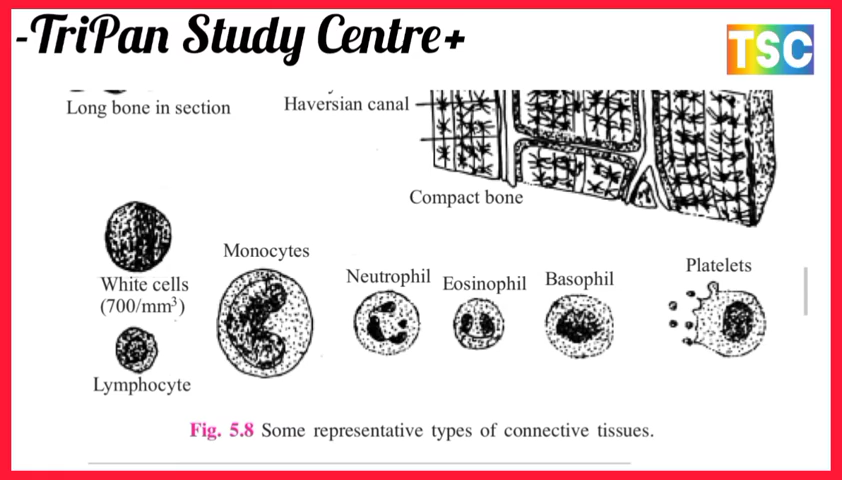 -TriPan Study Centre+
TSC
Long bone in section
Haversian canal
Compact bone
White cells
(700/mm³)
Lymphocyte
Monocytes
Neutrophil
Eosinophil
Basophil
Platelets
Fig. 5.8 Some representative types of connective tissues.